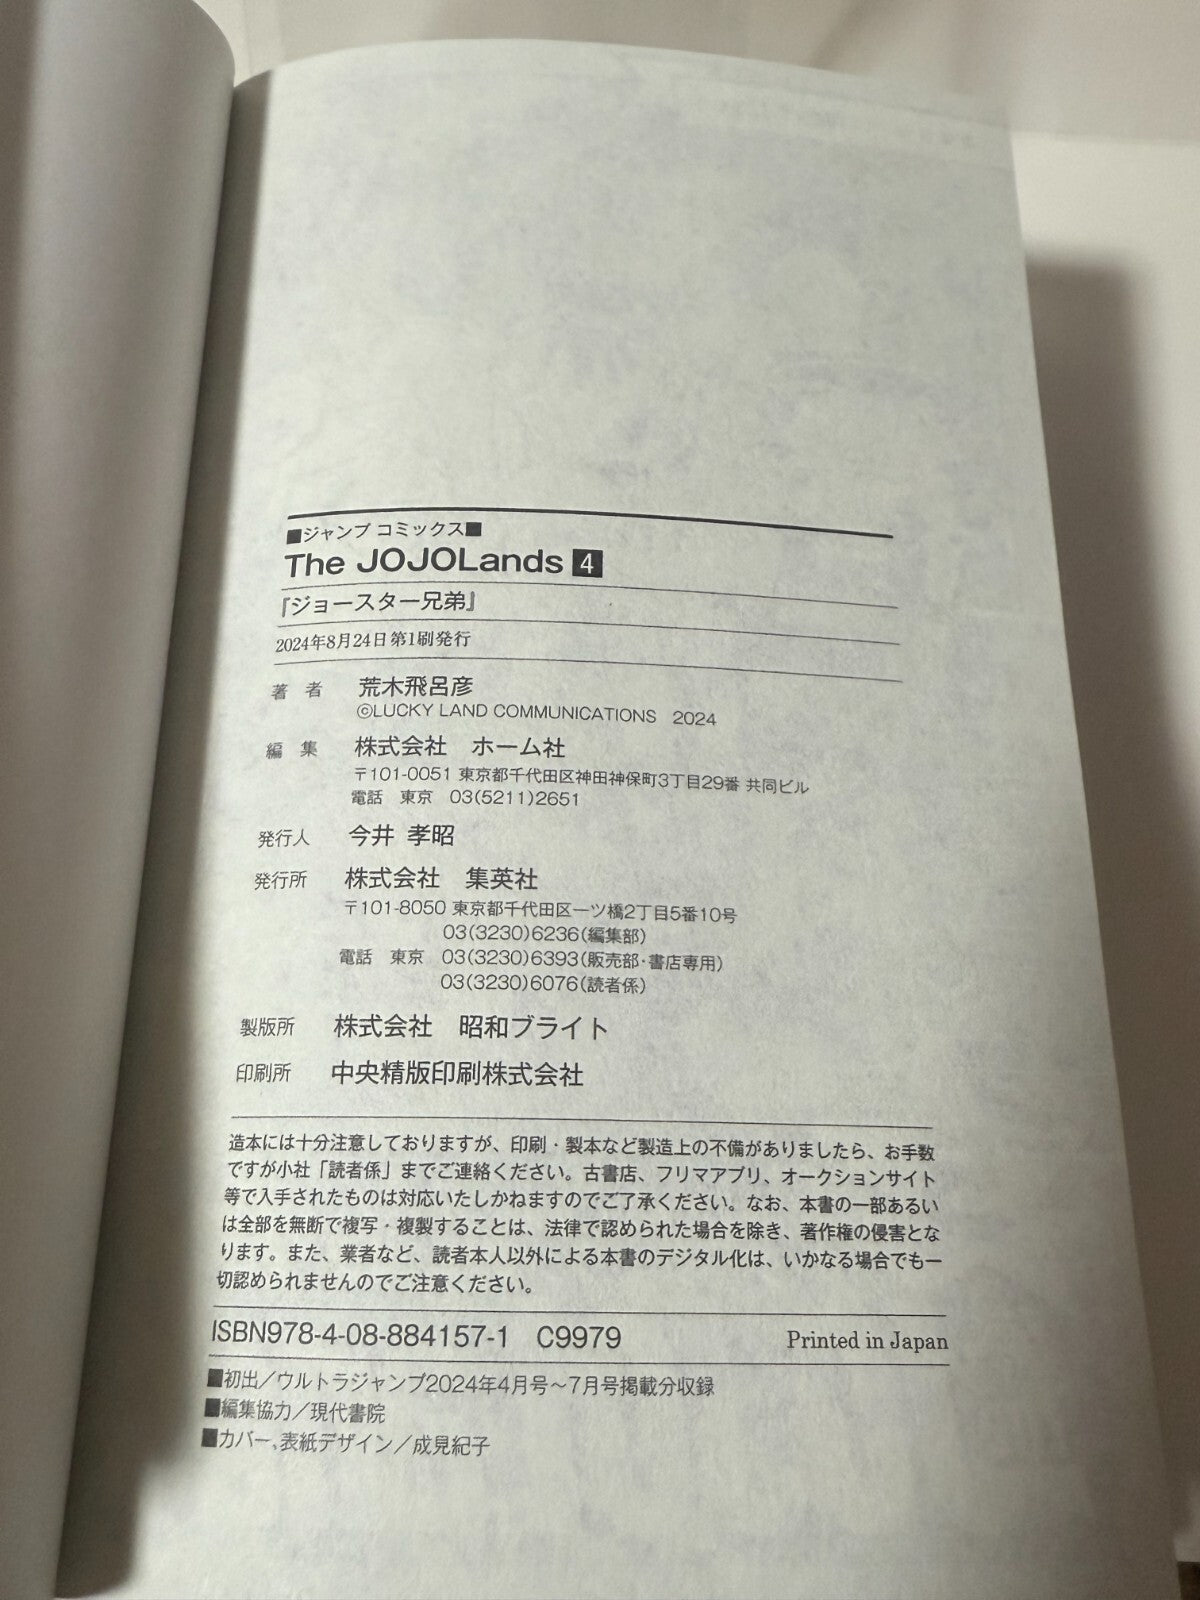 ■ジャンプ コミックス■
The JOJOLands 4
『ジョースター兄弟』
2024年8月24日第1刷発行
著 者 荒木飛呂彦
©LUCKY LAND COMMUNICATIONS 2024
編 集 株式会社 ホーム社
〒101-0051 東京都千代田区神田神保町3丁目29番 共同ビル
電話 東京 03(5211)2651
発行人 今井 孝昭
発行所 株式会社 集英社
〒101-8050 東京都千代田区一ツ橋2丁目5番10号
03(3230)6236(編集部)
電話 東京 03(3230)6393(販売部・書店専用)
03(3230)6076(読者係)
製版所 株式会社 昭和ブライト
印刷所 中央精版印刷株式会社
造本には十分注意しておりますが、印刷・製本など製造上の不備がありましたら、お手数
ですが小社「読者係」までご連絡ください。古書店、フリマアプリ、オークションサイト
等で入手されたものは対応いたしかねますのでご了承ください。なお、本書の一部あるい
は全部を無断で複写・複製することは、法律で認められた場合を除き、著作権の侵害とな
ります。また、業者など、読者本人以外による本書のデジタル化は、いかなる場合でも一
切認められませんのでご注意ください。
ISBN978-4-08-884157-1 C9979 Printed in Japan
■初出/ウルトラジャンプ2024年4月号~7月号掲載分収録
■編集協力/現代書院
■カバー、表紙デザイン/成見紀子